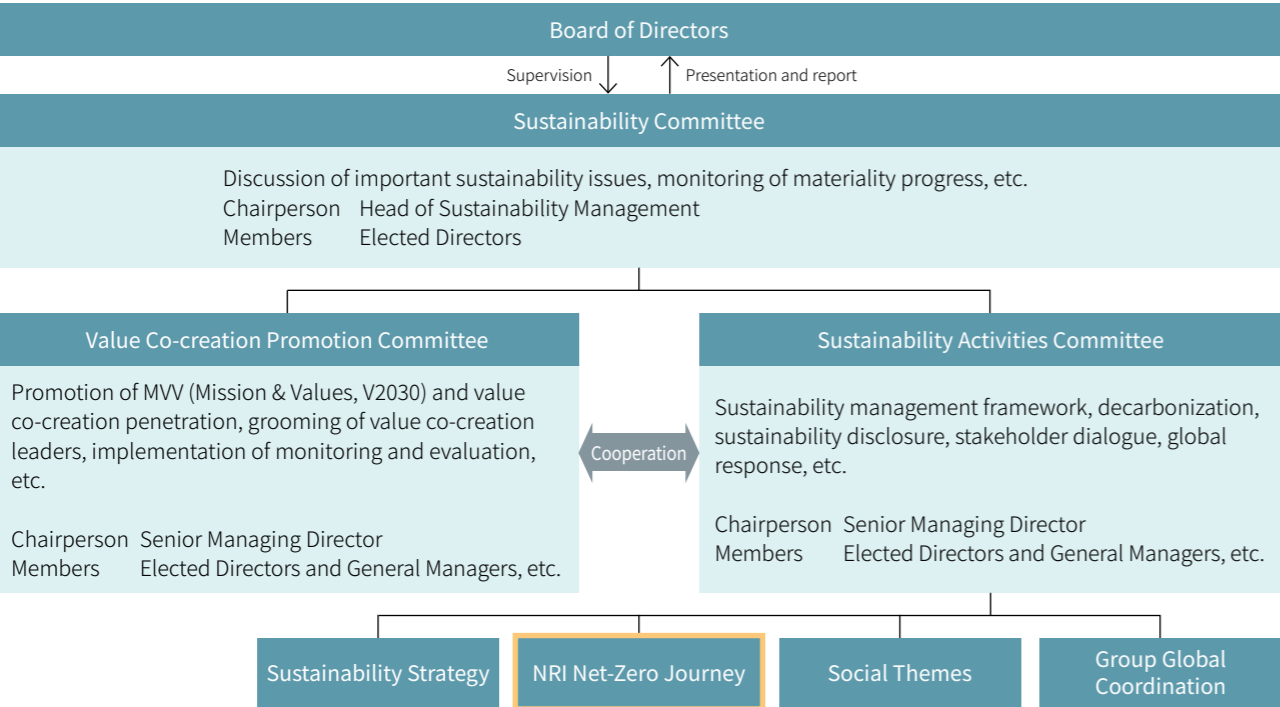 Board of Directors
Supervision
Presentation and report
Sustainability Committee
Discussion of important sustainability issues, monitoring of materiality progress, etc.
Chairperson Head of Sustainability Management
Members Elected Directors
Value Co-creation Promotion Committee
Promotion of MVV (Mission & Values, V2030) and value
co-creation penetration, grooming of value co-creation
leaders, implementation of monitoring and evaluation,
etc.
Chairperson Senior Managing Director
Members Elected Directors and General Managers, etc.
Cooperation
Sustainability Activities Committee
Sustainability management framework, decarbonization,
sustainability disclosure, stakeholder dialogue, global
response, etc.
Chairperson Senior Managing Director
Members Elected Directors and General Managers, etc.
Sustainability Strategy
NRI Net-Zero Journey
Social Themes
Group Global
Coordination